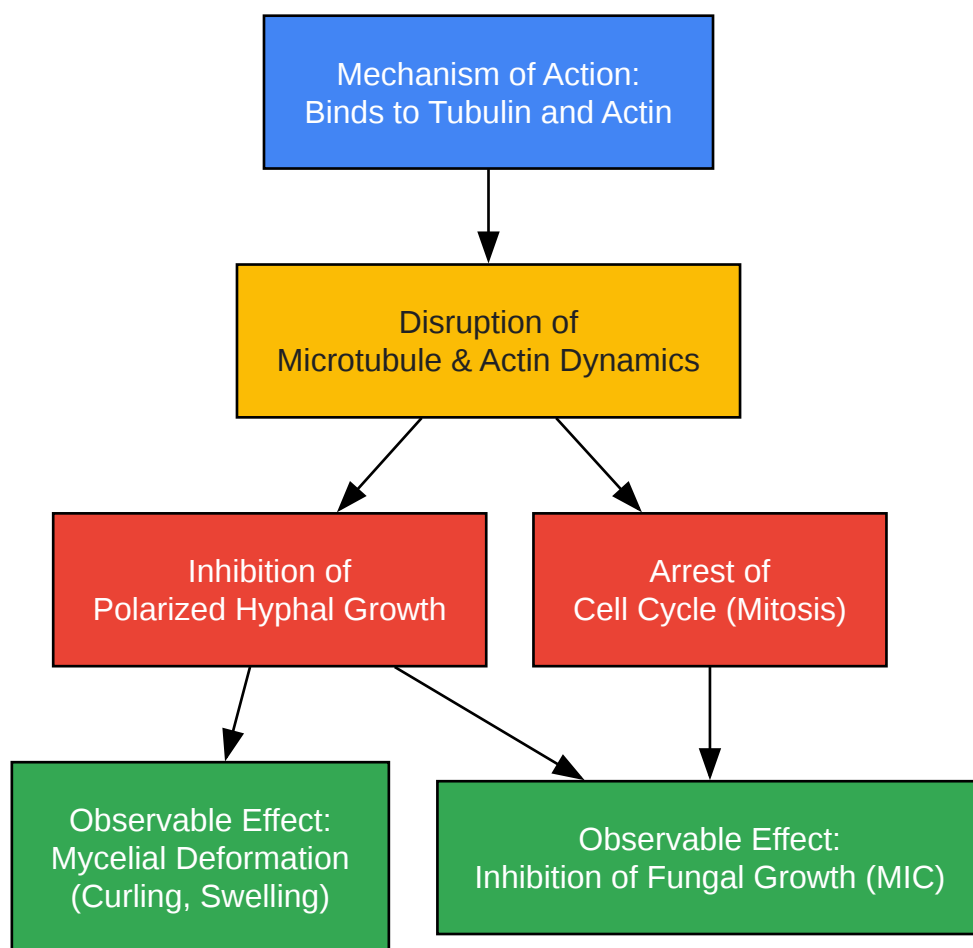 Mechanism of Action:
Binds to Tubulin and Actin
Disruption of
Microtubule & Actin Dynamics
Inhibition of
Polarized Hyphal Growth
Arrest of
Cell Cycle (Mitosis)
Observable Effect:
Mycelial Deformation
(Curling, Swelling)
Observable Effect:
Inhibition of Fungal Growth (MIC)